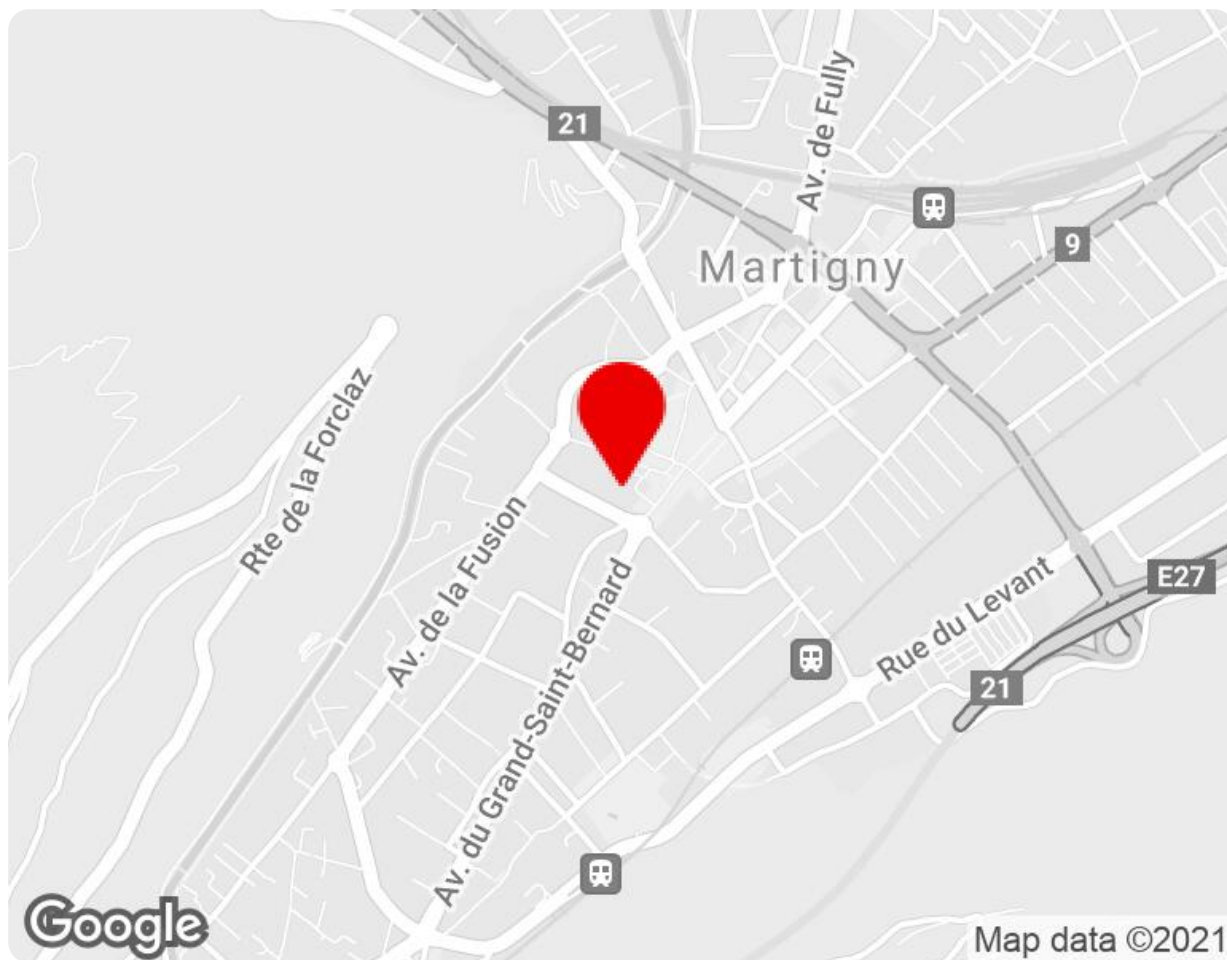 21
Av. de Fully
9
Martigny
Rte de la Forclaz
Av. de la Fusion
E27
Rue du Levant
Av. du Grand-Saint-Bernard
21
Google
Map data ©2021